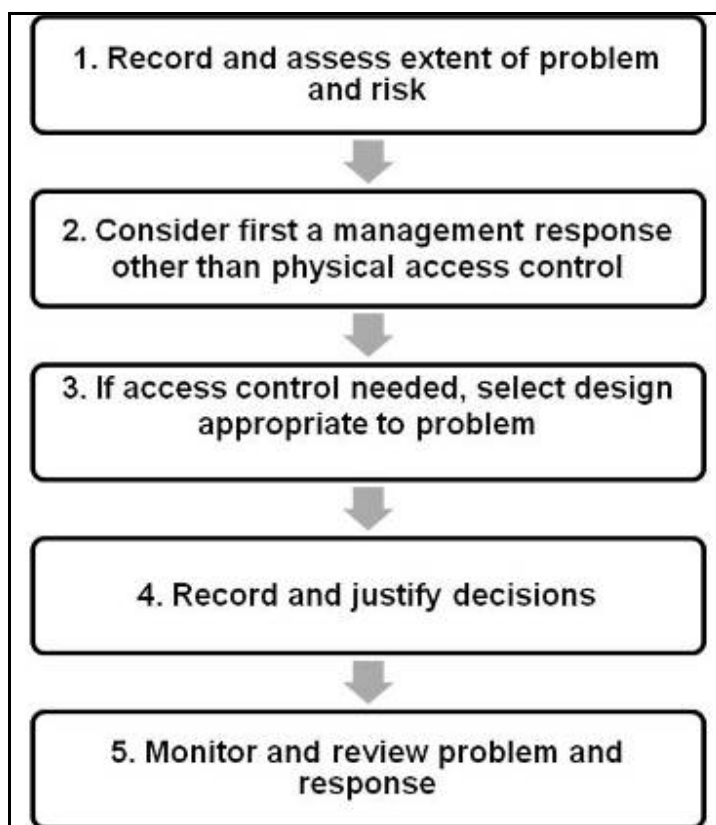 1. Record and assess extent of problem
and risk
2. Consider first a management response
other than physical access control
3. If access control needed, select design
appropriate to problem
4. Record and justify decisions
5. Monitor and review problem and
response